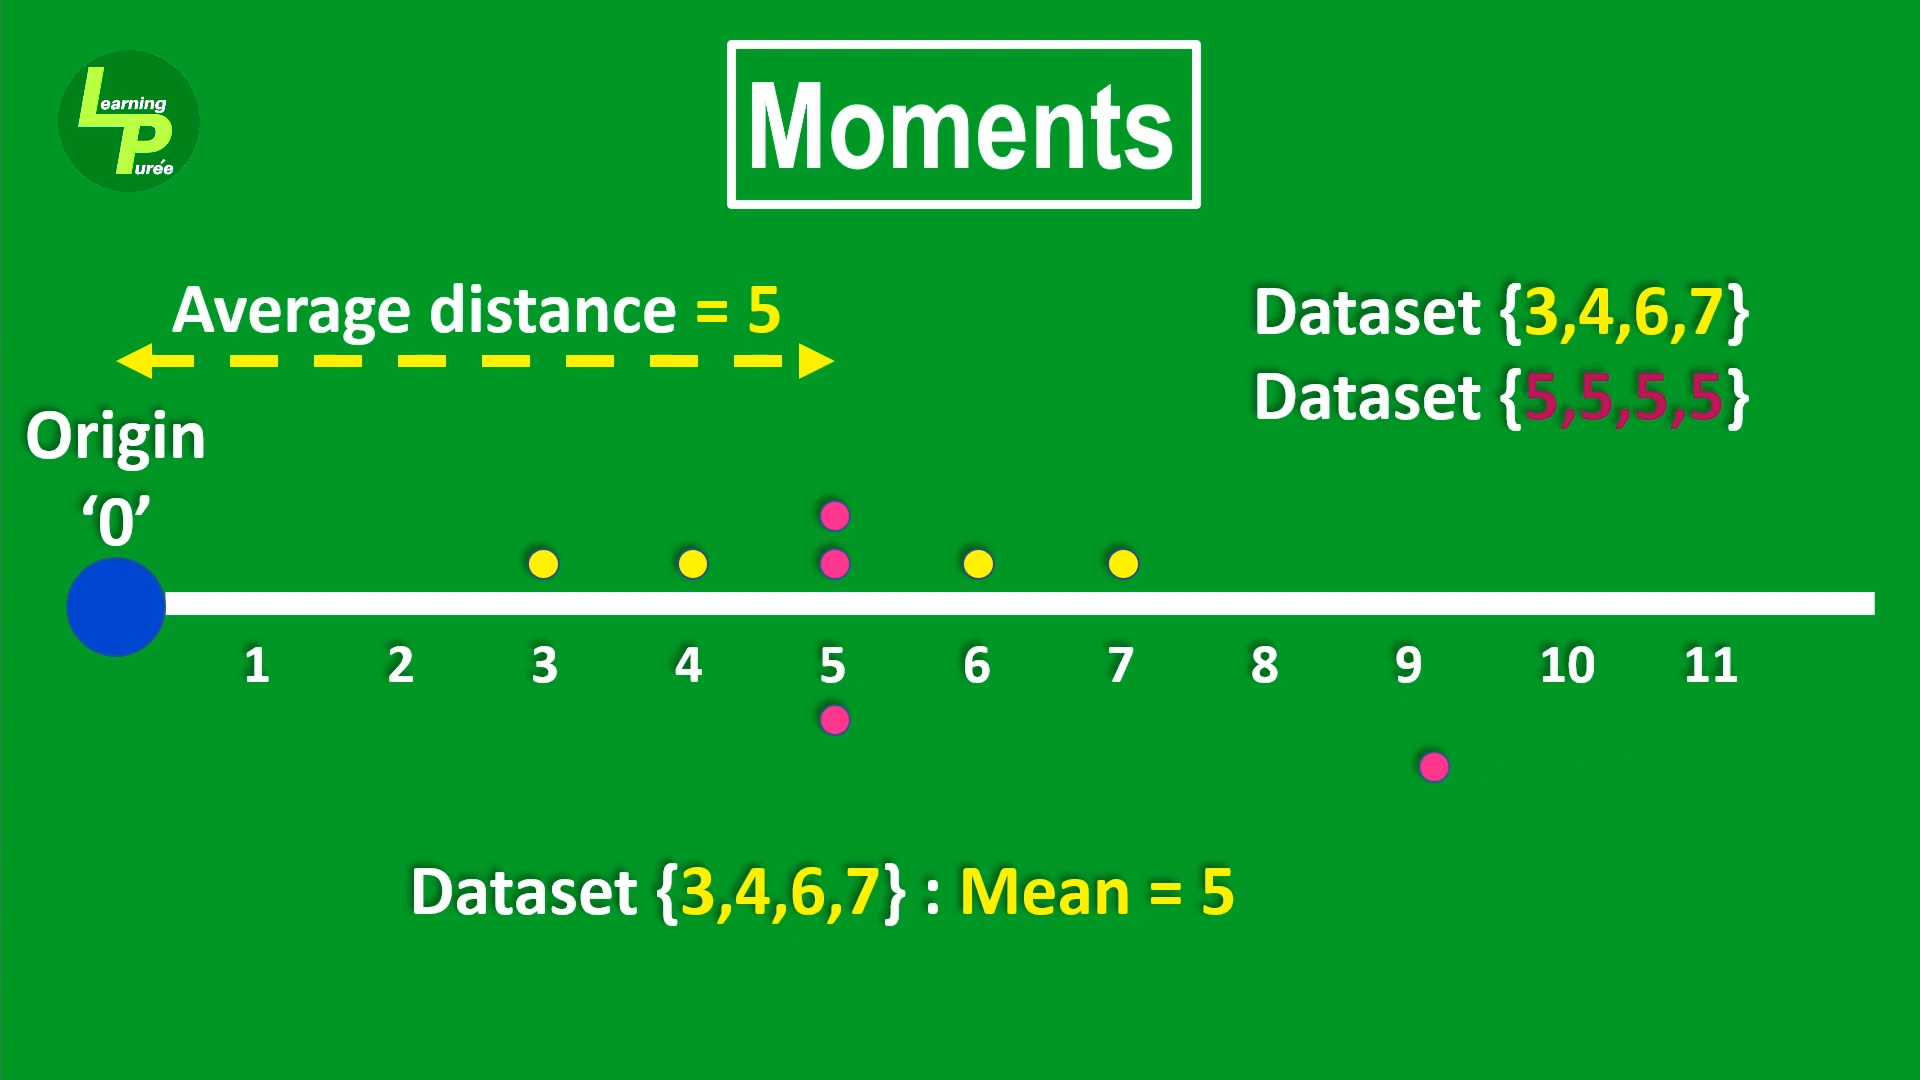 Learning
Purée
Moments
Average distance = 5
Dataset {3,4,6,7}
Dataset {5,5,5,5}
Origin
‘0’
1 2 3 4 5 6 7 8 9 10 11
Dataset {3,4,6,7} : Mean = 5